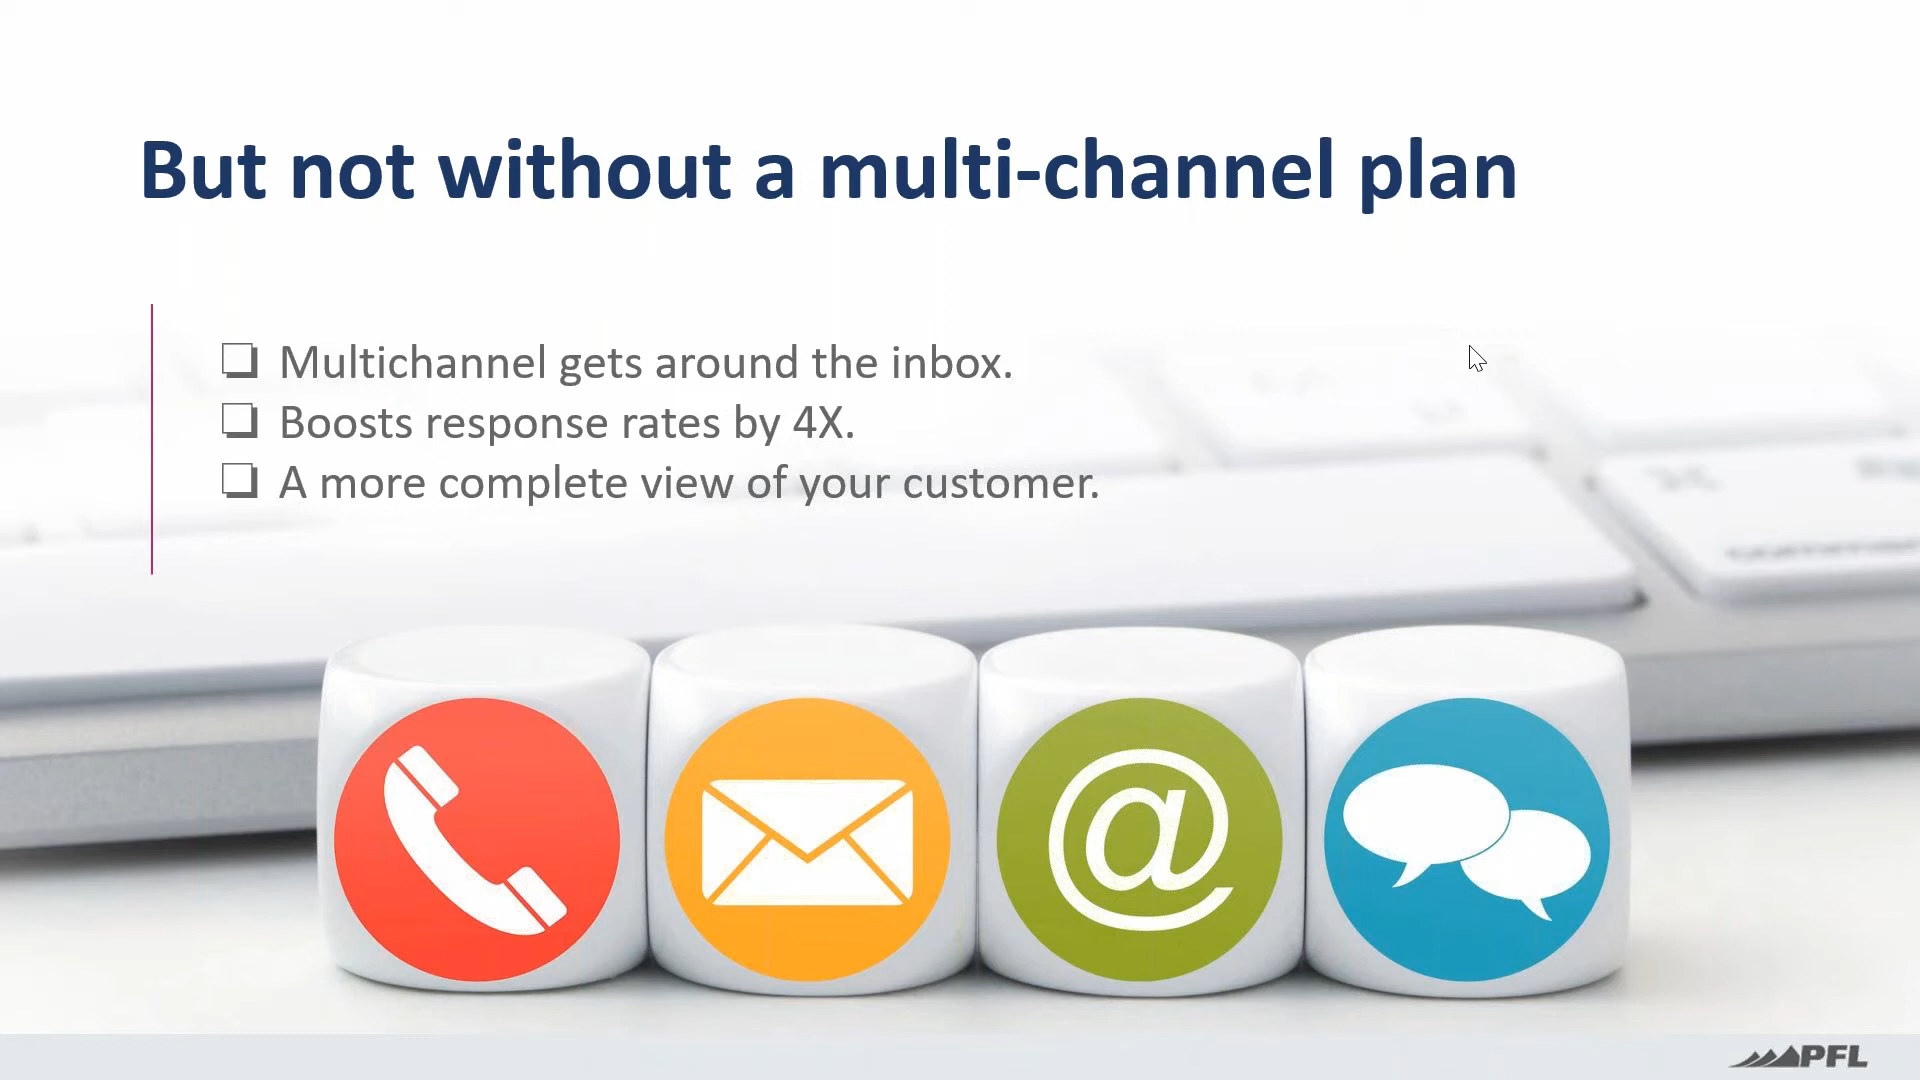 But not without a multi-channel plan
❏ Multichannel gets around the inbox.
❏ Boosts response rates by 4X.
❏ A more complete view of your customer.
@
PFL